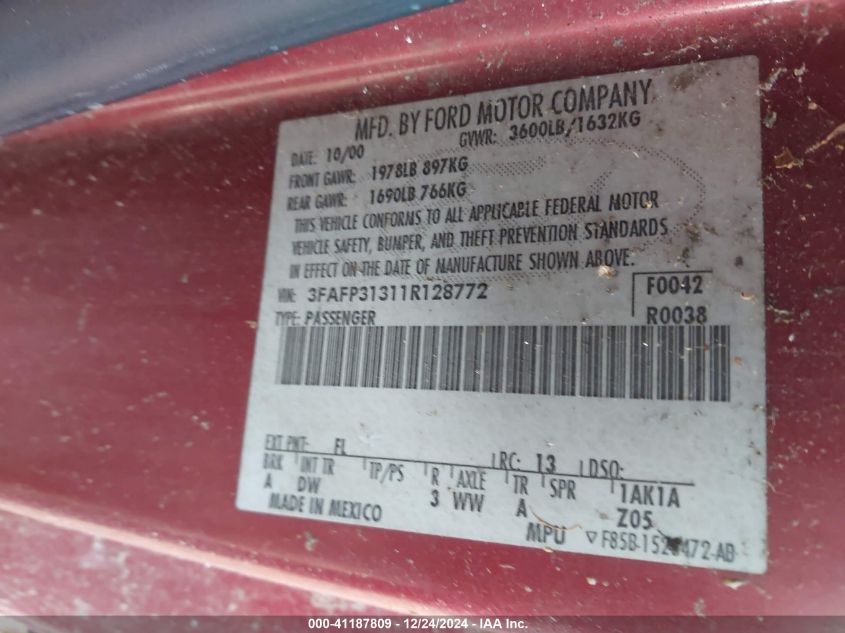 MFD. BY FORD MOTOR COMPANY
DATE: 10/00 GVWR: 3600LB/1632KG
FRONT GAWR: 1978LB 897KG
REAR GAWR: 1690LB 766KG
THIS VEHICLE CONFORMS TO ALL APPLICABLE FEDERAL MOTOR
VEHICLE SAFETY, BUMPER, AND THEFT PREVENTION STANDARDS
IN EFFECT ON THE DATE OF MANUFACTURE SHOWN ABOVE.
VIN: 3FAFP31311R128772 F0042
TYPE: PASSENGER R0038
EXT PNT: FL RC: 13 DSO:
BRK INT TR TP/PS R AXLE TR SPR 1AK1A
A DW 3 WW A Z05
MADE IN MEXICO MPU
000-41187809 - 12/24/2024 - IAA Inc.